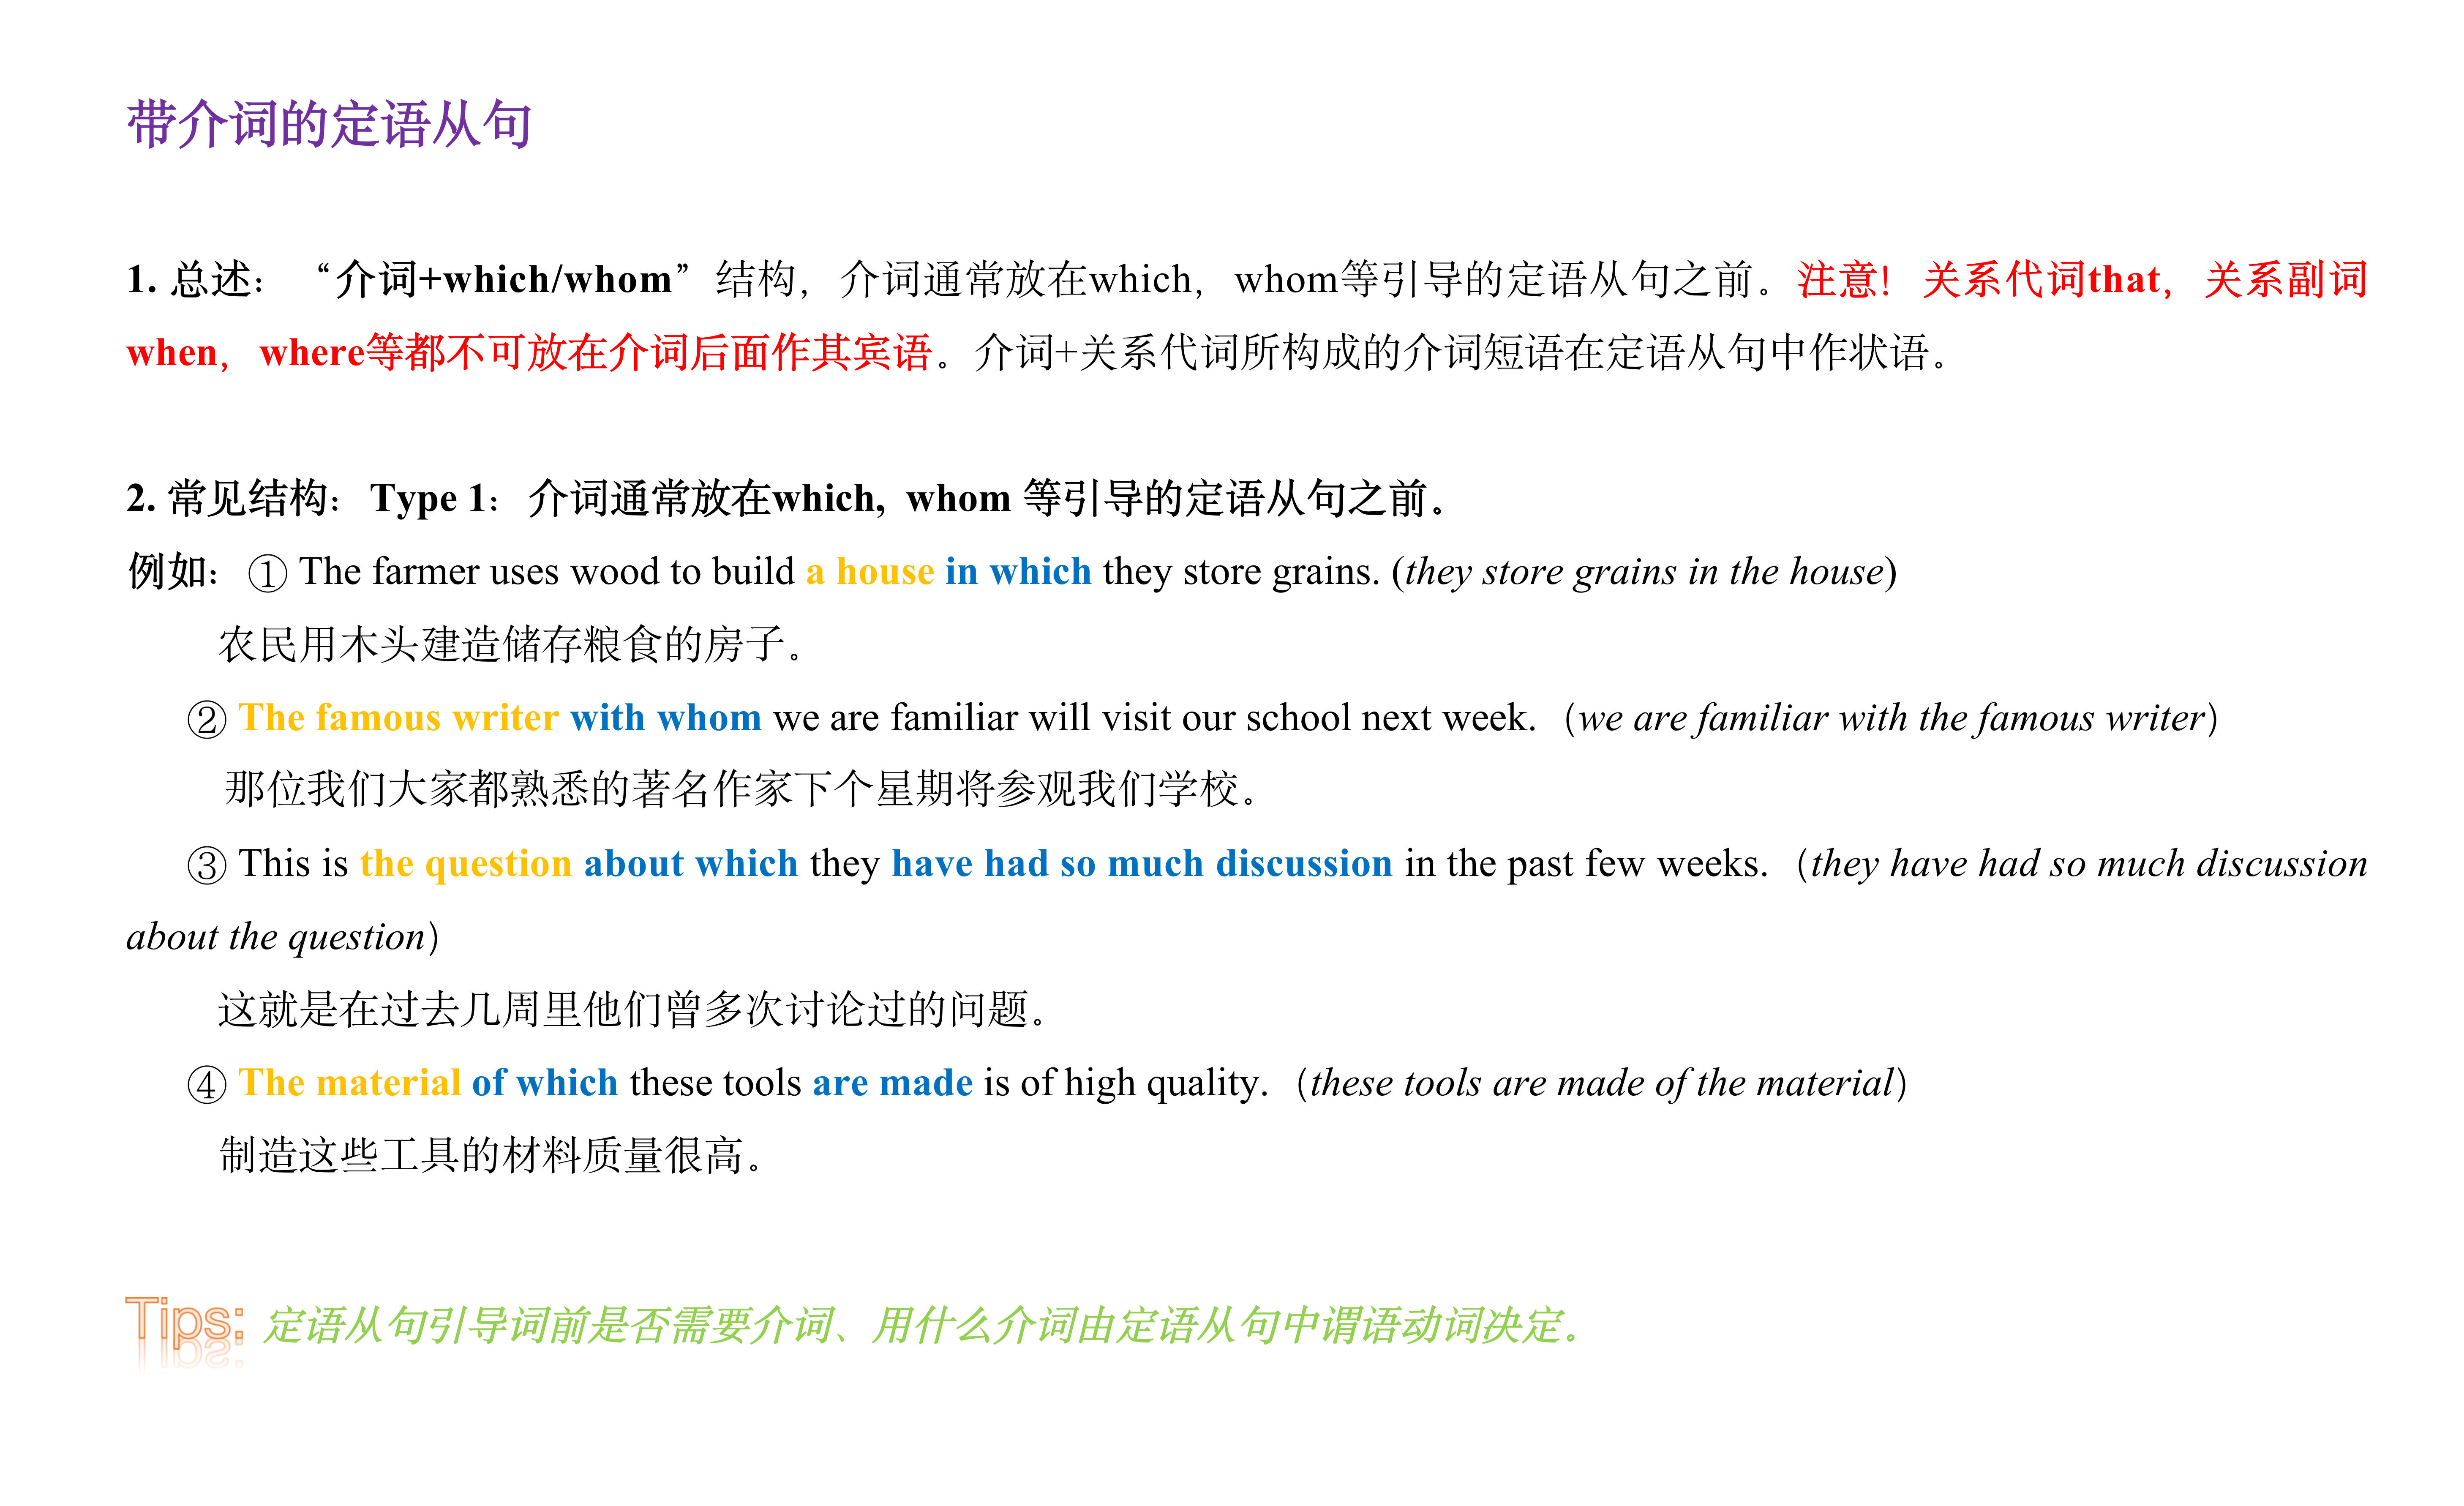 带介词的定语从句
1. 总述：“介词+which/whom”结构，介词通常放在which，whom等引导的定语从句之前。注意！关系代词that，关系副词
when，where等都不可放在介词后面作其宾语。介词+关系代词所构成的介词短语在定语从句中作状语。
2. 常见结构：Type 1：介词通常放在which, whom 等引导的定语从句之前。
例如：① The farmer uses wood to build a house in which they store grains. (they store grains in the house)
农民用木头建造储存粮食的房子。
② The famous writer with whom we are familiar will visit our school next week.（we are familiar with the famous writer）
那位我们大家都熟悉的著名作家下个星期将参观我们学校。
③ This is the question about which they have had so much discussion in the past few weeks.（they have had so much discussion
about the question）
这就是在过去几周里他们曾多次讨论过的问题。
④ The material of which these tools are made is of high quality.（these tools are made of the material）
制造这些工具的材料质量很高。
Tips: 定语从句引导词前是否需要介词、用什么介词由定语从句中谓语动词决定。